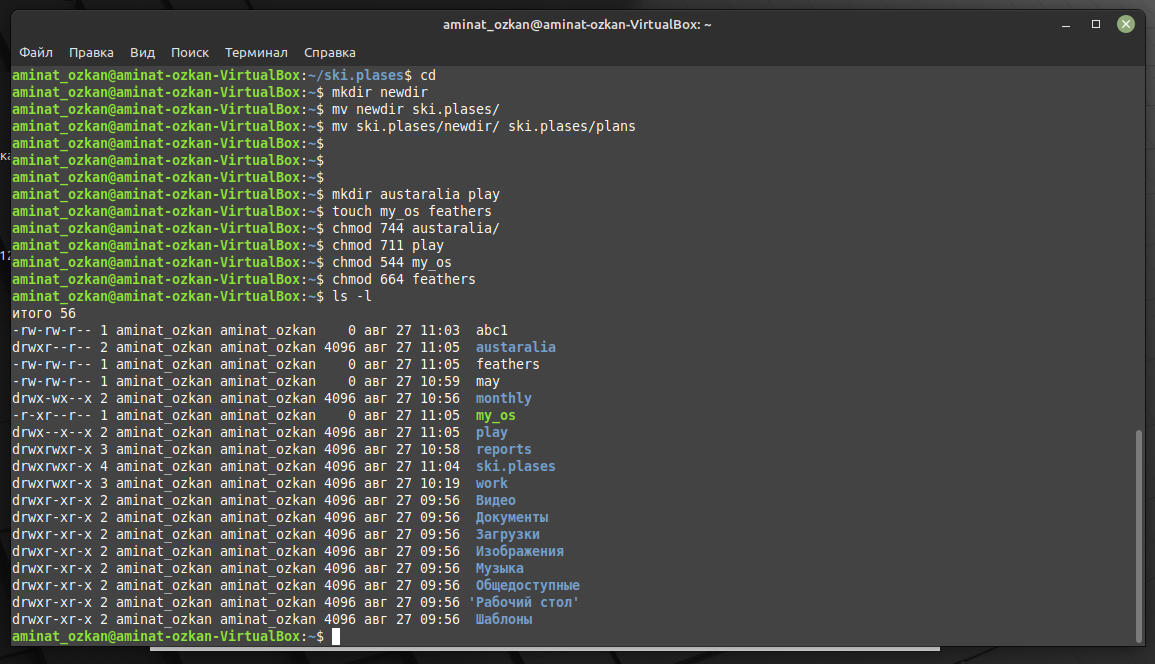 aminat_ozkan@aminat-ozkan-VirtualBox: ~
Файл Правка Вид Поиск Терминал Справка
aminat_ozkan@aminat-ozkan-VirtualBox:~/ski.plases$ cd
aminat_ozkan@aminat-ozkan-VirtualBox:~$ mkdir newdir
aminat_ozkan@aminat-ozkan-VirtualBox:~$ mv newdir ski.plases/
aminat_ozkan@aminat-ozkan-VirtualBox:~$ mv ski.plases/newdir/ ski.plases/plans
aminat_ozkan@aminat-ozkan-VirtualBox:~$
aminat_ozkan@aminat-ozkan-VirtualBox:~$
aminat_ozkan@aminat-ozkan-VirtualBox:~$
aminat_ozkan@aminat-ozkan-VirtualBox:~$ mkdir austaralia play
aminat_ozkan@aminat-ozkan-VirtualBox:~$ touch my_os feathers
aminat_ozkan@aminat-ozkan-VirtualBox:~$ chmod 744 austaralia/
aminat_ozkan@aminat-ozkan-VirtualBox:~$ chmod 711 play
aminat_ozkan@aminat-ozkan-VirtualBox:~$ chmod 544 my_os
aminat_ozkan@aminat-ozkan-VirtualBox:~$ chmod 664 feathers
aminat_ozkan@aminat-ozkan-VirtualBox:~$ ls -l
итого 56
-rw-rw-r-- 1 aminat_ozkan aminat_ozkan    0 авг 27 11:03  abc1
drwxr--r-- 2 aminat_ozkan aminat_ozkan 4096 авг 27 11:05  austaralia
-rw-rw-r-- 1 aminat_ozkan aminat_ozkan    0 авг 27 11:05  feathers
-rw-rw-r-- 1 aminat_ozkan aminat_ozkan    0 авг 27 10:59  may
drwx-wx--x 2 aminat_ozkan aminat_ozkan 4096 авг 27 10:56  monthly
-r-xr--r-- 1 aminat_ozkan aminat_ozkan    0 авг 27 11:05  my_os
drwx--x--x 2 aminat_ozkan aminat_ozkan 4096 авг 27 11:05  play
drwxrwxr-x 3 aminat_ozkan aminat_ozkan 4096 авг 27 10:58  reports
drwxrwxr-x 4 aminat_ozkan aminat_ozkan 4096 авг 27 11:04  ski.plases
drwxrwxr-x 3 aminat_ozkan aminat_ozkan 4096 авг 27 10:19  work
drwxr-xr-x 2 aminat_ozkan aminat_ozkan 4096 авг 27 09:56  Видео
drwxr-xr-x 2 aminat_ozkan aminat_ozkan 4096 авг 27 09:56  Документы
drwxr-xr-x 2 aminat_ozkan aminat_ozkan 4096 авг 27 09:56  Загрузки
drwxr-xr-x 2 aminat_ozkan aminat_ozkan 4096 авг 27 09:56  Изображения
drwxr-xr-x 2 aminat_ozkan aminat_ozkan 4096 авг 27 09:56  Музыка
drwxr-xr-x 2 aminat_ozkan aminat_ozkan 4096 авг 27 09:56  Общедоступные
drwxr-xr-x 2 aminat_ozkan aminat_ozkan 4096 авг 27 09:56 'Рабочий стол'
drwxr-xr-x 2 aminat_ozkan aminat_ozkan 4096 авг 27 09:56  Шаблоны
aminat_ozkan@aminat-ozkan-VirtualBox:~$